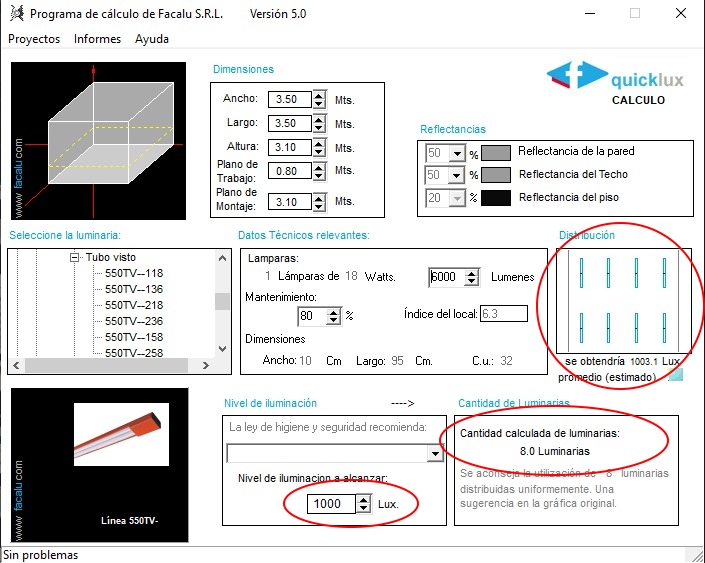 Programa de cálculo de Facalu S.R.L. Versión 5.0
Proyectos Informes Ayuda
www facalu com
Dimensiones
Ancho: 3.50 Mts.
Largo: 3.50 Mts.
Altura: 3.10 Mts.
Plano de Trabajo: 0.80 Mts.
Plano de Montaje: 3.10 Mts.
quicklux
CALCULO
Reflectancias
50 % Reflectancia de la pared
50 % Reflectancia del Techo
20 % Reflectancia del piso
Seleccione la luminaria:
Tubo visto
550TV--118
550TV--136
550TV--218
550TV--236
550TV--158
550TV--258
Datos Técnicos relevantes:
Lamparas:
1 Lámparas de 18 Watts. 6000 Lumenes
Mantenimiento:
80 % Índice del local: 6.3
Dimensiones
Ancho: 10 Cm Largo: 95 Cm. C.u.: 32
Distribución
se obtendría 1003.1 Lux
promedio (estimado)
www facalu com
Línea 550TV-
Nivel de iluminación ---->
La ley de higiene y seguridad recomienda:
Nivel de iluminacion a alcanzar:
1000 Lux.
Cantidad de Luminarias
Cantidad calculada de luminarias:
8.0 Luminarias
Se aconseja la utilización de 8 luminarias
distribuidas uniformemente. Una
sugerencia en la gráfica original.
Sin problemas